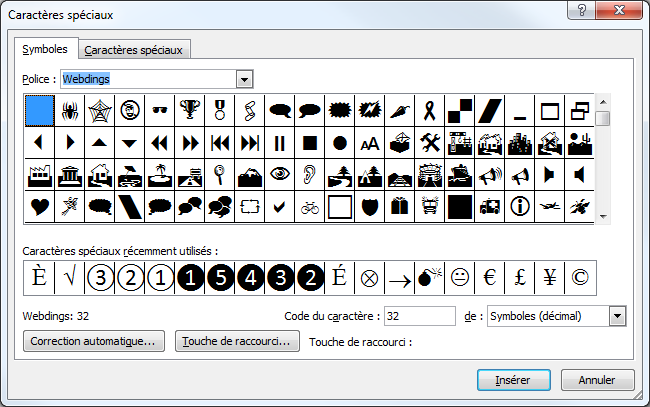 Caractères spéciaux
Symboles Caractères spéciaux
Police : Webdings
AA
Caractères spéciaux récemment utilisés :
È √ ③ ② ① ❶ ❺ ❹ ❸ ❷ É ⊗ → 💣 😐 € £ ¥ ©
Webdings: 32 Code du caractère : 32 de : Symboles (décimal)
Correction automatique... Touche de raccourci... Touche de raccourci :
Insérer Annuler